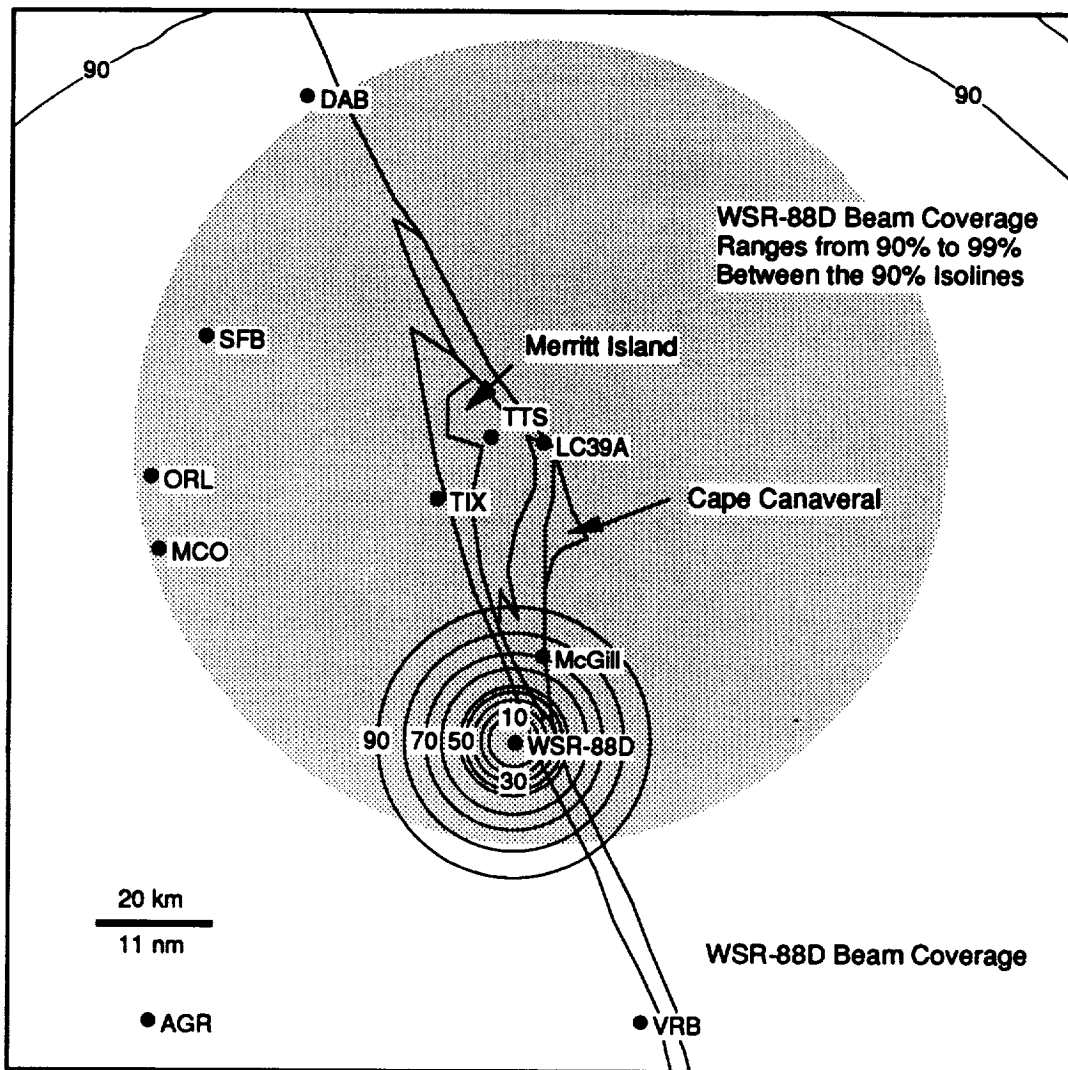 90
90
DAB
WSR-88D Beam Coverage
Ranges from 90% to 99%
Between the 90% Isolines
SFB
Merritt Island
TTS
LC39A
ORL
TIX
Cape Canaveral
MCO
McGill
10
90
70
50
WSR-88D
30
20 km
11 nm
WSR-88D Beam Coverage
AGR
VRB